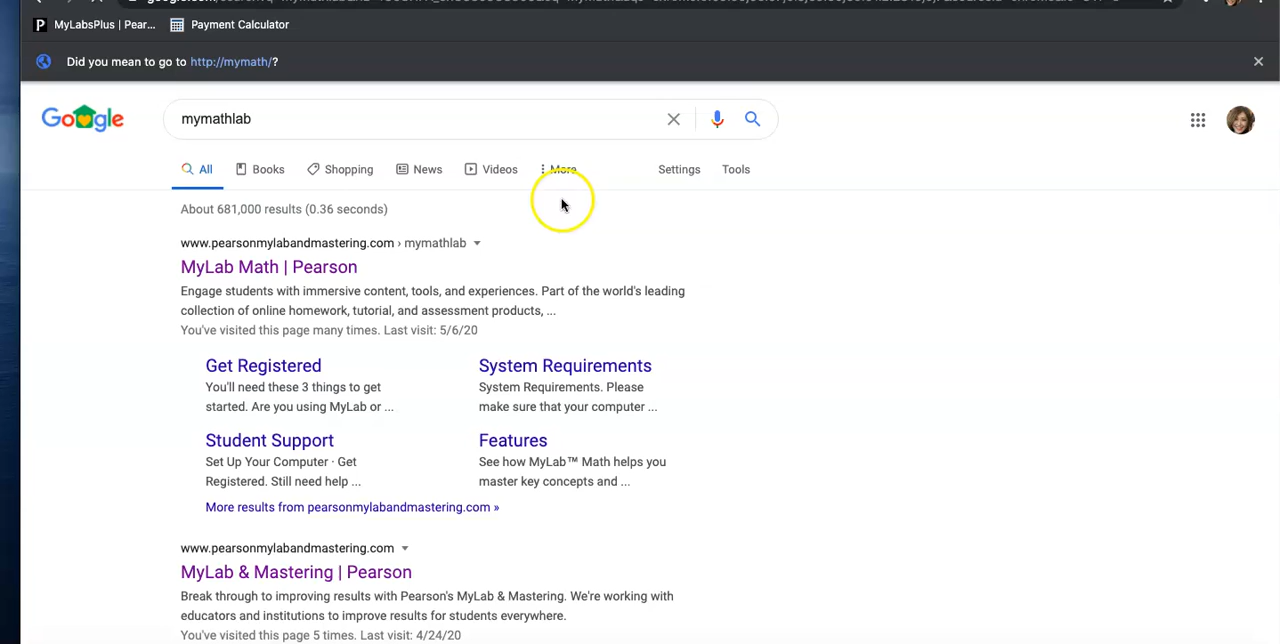 MyLabsPlus | Pear... Payment Calculator
Did you mean to go to http://mymath/?
Google
mymathlab
All Books Shopping News Videos More Settings Tools
About 681,000 results (0.36 seconds)
www.pearsonmylabandmastering.com › mymathlab
MyLab Math | Pearson
Engage students with immersive content, tools, and experiences. Part of the world's leading
collection of online homework, tutorial, and assessment products, ...
You've visited this page many times. Last visit: 5/6/20
Get Registered System Requirements
You'll need these 3 things to get System Requirements. Please
started. Are you using MyLab or ... make sure that your computer ...
Student Support Features
Set Up Your Computer · Get See how MyLab™ Math helps you
Registered. Still need help ... master key concepts and ...
More results from pearsonmylabandmastering.com »
www.pearsonmylabandmastering.com
MyLab & Mastering | Pearson
Break through to improving results with Pearson's MyLab & Mastering. We're working with
educators and institutions to improve results for students everywhere.
You've visited this page 5 times. Last visit: 4/24/20